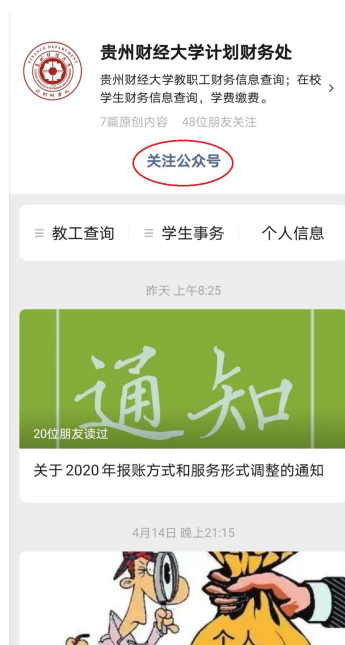 贵州财经大学计划财务处
贵州财经大学教职工财务信息查询；在校
学生财务信息查询，学费缴费。
7篇原创内容 48位朋友关注
关注公众号
教工查询 学生事务 个人信息
昨天 上午8:25
通知
20位朋友读过
关于2020年报账方式和服务形式调整的通知
4月14日 晚上21:15
个人